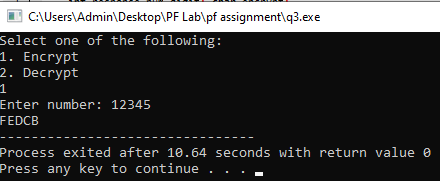 C:\Users\Admin\Desktop\PF Lab\pf assignment\q3.exe
Select one of the following:
1. Encrypt
2. Decrypt
1
Enter number: 12345
FEDCB
--------------------------------
Process exited after 10.64 seconds with return value 0
Press any key to continue . . .